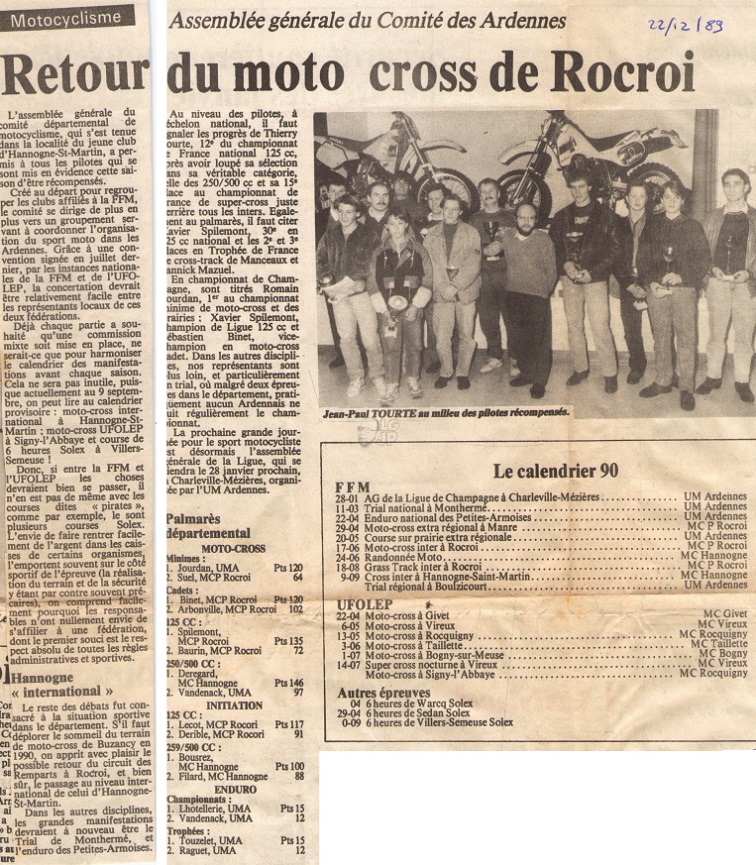 Motocyclisme
Assemblée générale du Comité des Ardennes
22/12/89
Retour du moto cross de Rocroi
L'assemblée générale du
comité départemental de
motocyclisme, qui s'est tenue
dans la localité du jeune club
d'Hannogne-St-Martin, a per-
mis à tous les pilotes qui se
sont mis en évidence cette sai-
son d'être récompensés.
Créé au départ pour regrou-
per les clubs affiliés à la FFM,
le comité se dirige de plus en
plus vers un groupement ser-
vant à coordonner l'organisa-
tion du sport moto dans les
Ardennes. Grâce à une con-
vention signée en juillet der-
nier, par les instances nationa-
les de la FFM et de l'UFO-
LEP, la concertation devrait
être relativement facile entre
les représentants locaux de ces
deux fédérations.
Déjà chaque partie a sou-
haité qu'une commission
mixte soit mise en place, ne
serait-ce que pour harmoniser
le calendrier des manifesta-
tions avant chaque saison.
Cela ne sera pas inutile, puis-
que actuellement au 9 septem-
bre, on peut lire au calendrier
provisoire : moto-cross inter-
national à Hannogne-St-
Martin : moto-cross UFOLEP
à Signy-l'Abbaye et course de
6 heures Solex à Villers-
Semeuse !
Donc, si entre la FFM et
l'UFOLEP les choses
devraient bien se passer, il
n'en est pas de même avec les
courses dites « pirates »,
comme par exemple, le sont
plusieurs courses Solex.
L'envie de faire rentrer facile-
ment de l'argent dans les cais-
ses de certains organismes,
l'emportent souvent sur le côté
sportif de l'épreuve (la réalisa-
tion du terrain et de la sécurité
y étant par contre souvent pré-
caires), on comprend facile-
ment pourquoi les responsa-
bles n'ont nullement envie de
s'affilier à une fédération,
dont le premier souci est le res-
pect absolu de toutes les règles
administratives et sportives.
Hannogne
« international »
Le reste des débats fut con-
sacré à la situation sportive
dans le département. S'il faut
déplorer le sommeil du terrain
de moto-cross de Buzancy en
1990, on apprit avec plaisir le
possible retour du circuit des
Remparts à Rocroi, et bien
sûr, le passage au niveau inter-
national de celui d'Hannogne-
St-Martin.
Dans les autres disciplines,
les grandes manifestations
devraient à nouveau être le
Trial de Monthermé, et
l'enduro des Petites-Armoises.
Au niveau des pilotes, à
échelon national, il faut
gnaler les progrès de Thierry
ourte, 12e du championnat
e France national 125 cc,
près avoir loupé sa sélection
ans sa véritable catégorie,
elle des 250/500 cc et sa 15e
lace au championnat de
rance de super-cross juste
errière tous les inters. Egale-
ent au palmarès, il faut citer
avier Spilemont, 30e en
25 cc national et les 2e et 3e
laces en Trophée de France
e cross-track de Manceaux et
annick Mazuel.
En championnat de Cham-
agne, sont titrés Romain
ourdan, 1er au championnat
inime de moto-cross et des
rairies : Xavier Spilemont,
hampion de Ligue 125 cc et
ébastien Binet, vice-
hampion en moto-cross
adet. Dans les autres discipli-
es, nos représentants sont
lus loin, et particulièrement
n trial, où malgré deux épreu-
es dans le département, prati-
uement aucun Ardennais ne
uit régulièrement le cham-
ionnat.
La prochaine grande jour-
ée pour le sport motocycliste
st désormais l'assemblée
énérale de la Ligue, qui se
endra le 28 janvier prochain,
Charleville-Mézières, organi-
ée par l'UM Ardennes.
Palmarès
départemental
MOTO-CROSS
Minimes :
1. Jourdan, UMA Pts 120
2. Suel, MCP Rocroi 64
Cadets :
1. Binet, MCP Rocroi Pts 120
2. Arbonville, MCP Rocroi 102
125 CC :
1. Spilemont,
MCP Rocroi Pts 135
2. Baurin, MCP Rocroi 72
250/500 CC :
1. Deregard,
MC Hannogne Pts 146
2. Vandenack, UMA 97
INITIATION
125 CC :
1. Lecot, MCP Rocori Pts 117
2. Derible, MCP Rocroi 91
259/500 CC :
1. Bousrez,
MC Hannogne Pts 100
2. Filard, MC Hannogne 88
ENDURO
Championnats :
1. Lhotellerie, UMA Pts 15
2. Vandenack, UMA 12
Trophées :
1. Touzelet, UMA Pts 15
2. Raguet, UMA 12
Jean-Paul TOURTE au milieu des pilotes récompensés.
Le calendrier 90
FFM
28-01 AG de la Ligue de Champagne à Charleville-Mézières UM Ardennes
11-03 Trial national à Monthermé UM Ardennes
22-04 Enduro national des Petites-Armoises UM Ardennes
29-04 Moto-cross extra régional à Manre MC P Rocroi
20-05 Course sur prairie extra régionale UM Ardennes
17-06 Moto-cross inter à Rocroi MC P Rocroi
24-06 Randonnée Moto MC Hannogne
18-08 Grass Track inter à Rocroi MC P Rocroi
9-09 Cross inter à Hannogne-Saint-Martin MC Hannogne
Trial régional à Boulzicourt UM Ardennes
UFOLEP
22-04 Moto-cross à Givet MC Givet
6-05 Moto-cross à Vireux MC Vireux
13-05 Moto-cross à Rocquigny MC Rocquigny
3-06 Moto-cross à Taillette MC Taillette
1-07 Moto-cross à Bogny-sur-Meuse MC Bogny
14-07 Super cross nocturne à Vireux MC Vireux
Moto-cross à Signy-l'Abbaye MC Rocquigny
Autres épreuves
04 6 heures de Warcq Solex
29-04 6 heures de Sedan Solex
0-09 6 heures de Villers-Semeuse Solex